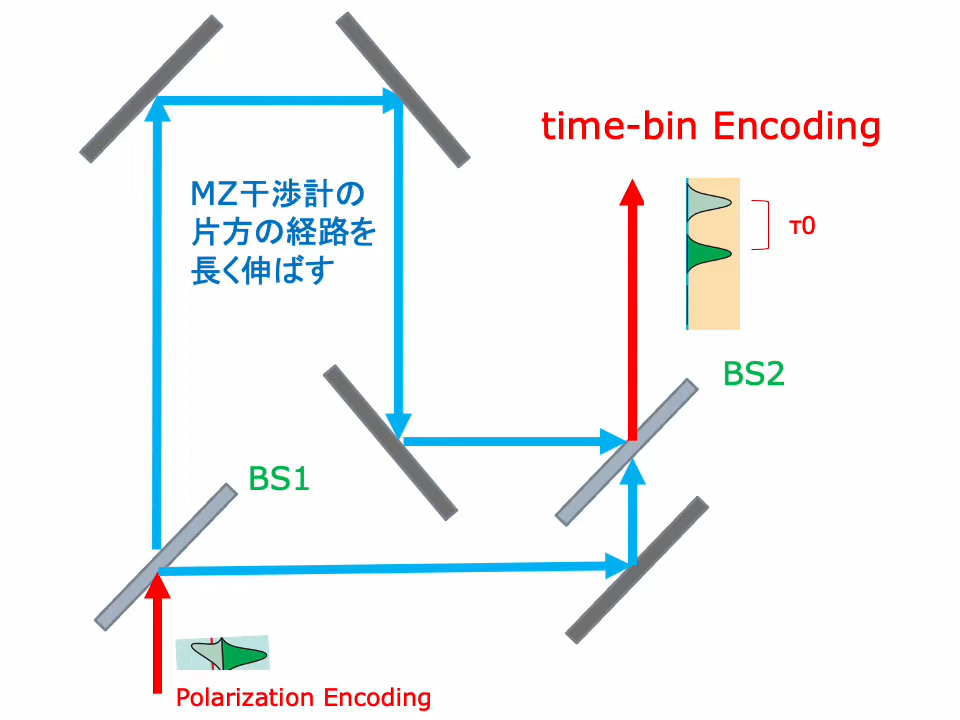 time-bin Encoding
MZ干渉計の
片方の経路を
長く伸ばす
τ0
BS2
BS1
Polarization Encoding